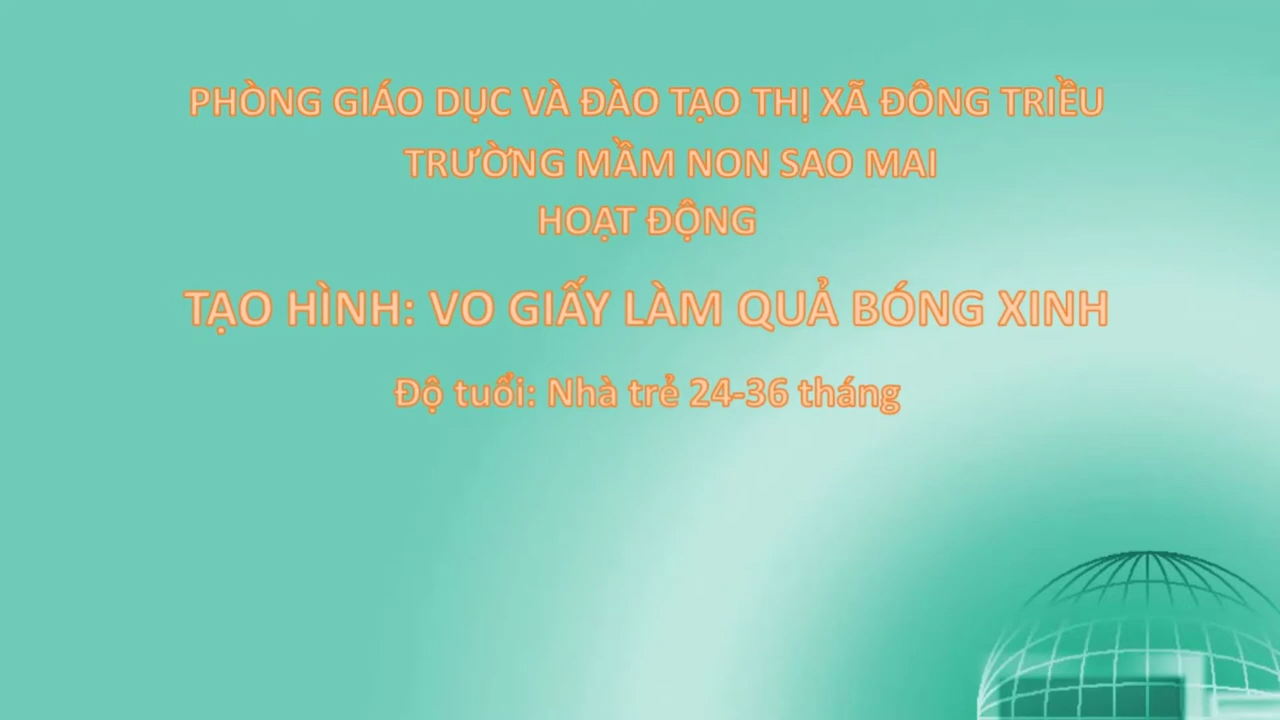 PHÒNG GIÁO DỤC VÀ ĐÀO TẠO THỊ XÃ ĐÔNG TRIỀU
TRƯỜNG MẦM NON SAO MAI
HOẠT ĐỘNG
TẠO HÌNH: VO GIẤY LÀM QUẢ BÓNG XINH
Độ tuổi: Nhà trẻ 24-36 tháng